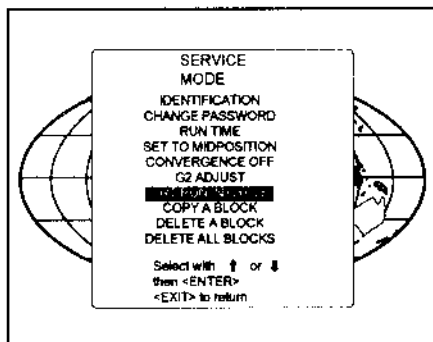 SERVICE
MODE
IDENTIFICATION
CHANGE PASSWORD
RUN TIME
SET TO MIDPOSITION
CONVERGENCE OFF
G2 ADJUST
COPY A BLOCK
DELETE A BLOCK
DELETE ALL BLOCKS
Select with ↑ or ↓
then <ENTER>
<EXIT> to return